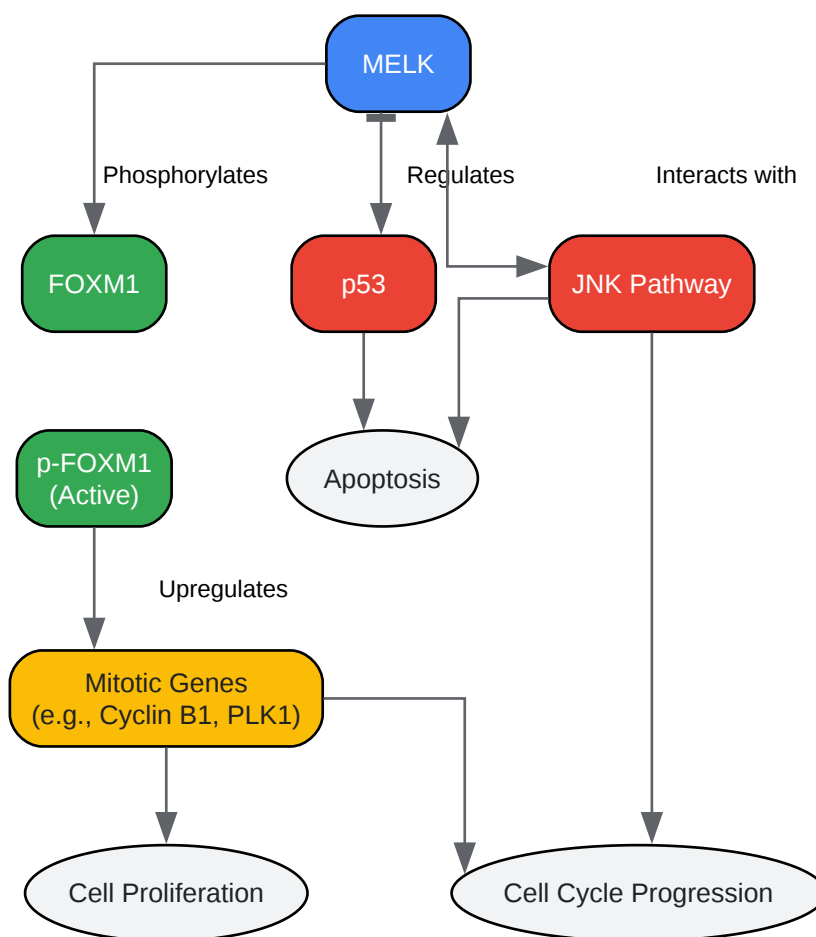 MELK
Phosphorylates
Regulates
Interacts with
FOXM1
p53
JNK Pathway
p-FOXM1
(Active)
Apoptosis
Upregulates
Mitotic Genes
(e.g., Cyclin B1, PLK1)
Cell Proliferation
Cell Cycle Progression